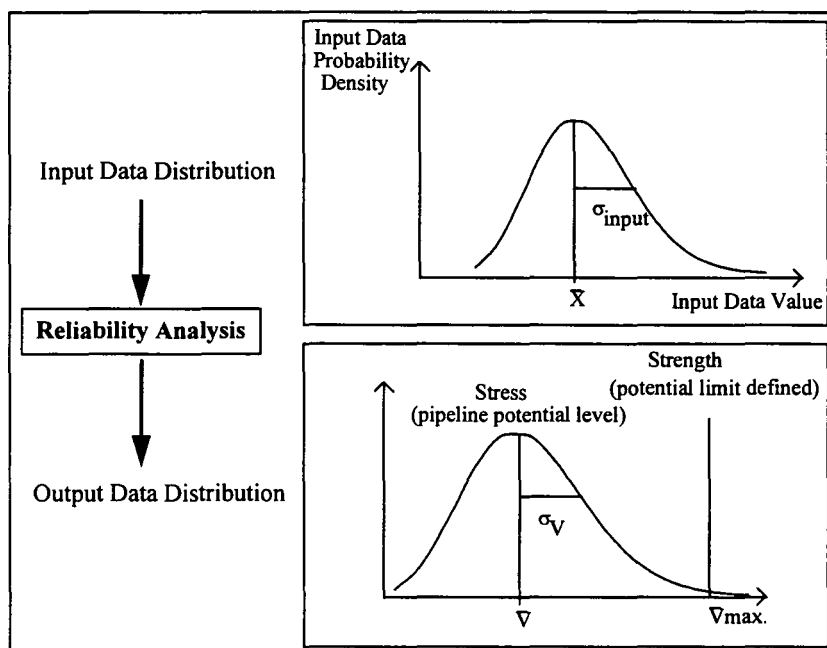 Input Data Distribution
Reliability Analysis
Output Data Distribution
Input Data
Probability
Density
σinput
X̄
Input Data Value
Strength
(potential limit defined)
Stress
(pipeline potential level)
σV
V̄
V̄max.